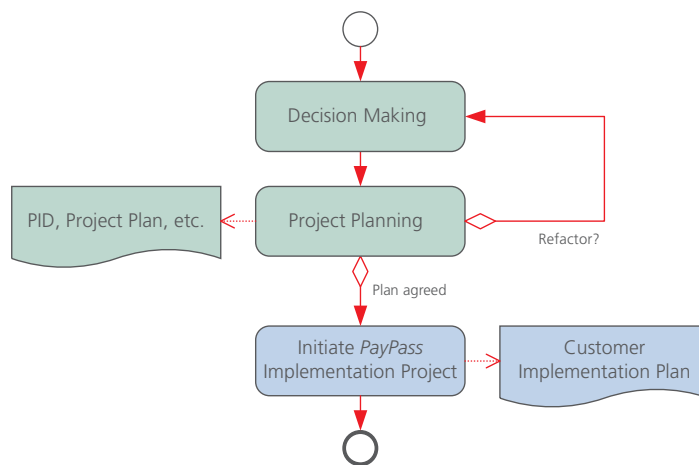 Decision Making
PID, Project Plan, etc.
Project Planning
Refactor?
Plan agreed
Initiate PayPass
Implementation Project
Customer
Implementation Plan